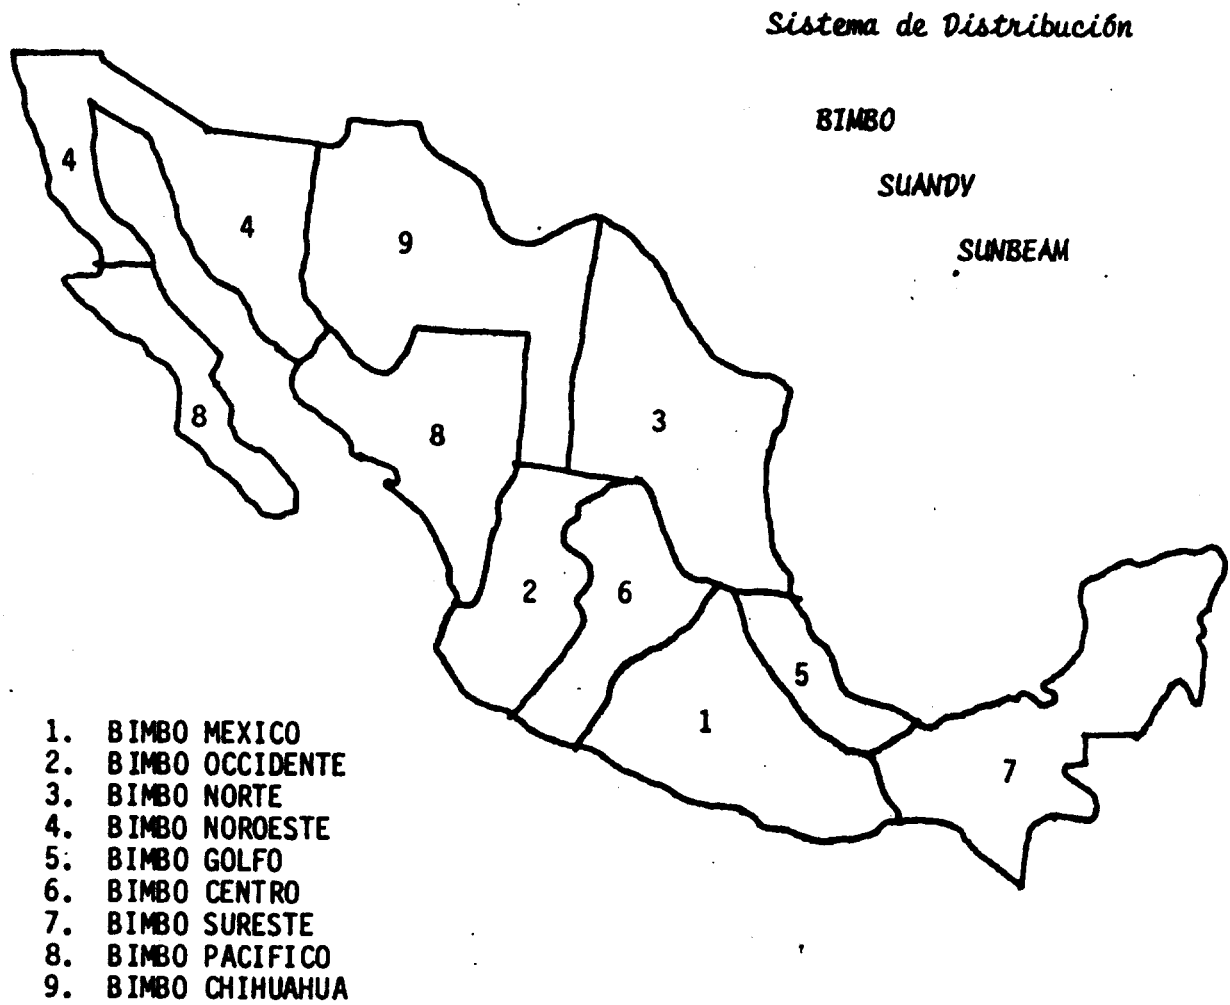 Sistema de Distribución
BIMBO
SUANDY
SUNBEAM
4
4
9
8
8
3
2
6
5
1
7
1. BIMBO MEXICO
2. BIMBO OCCIDENTE
3. BIMBO NORTE
4. BIMBO NOROESTE
5. BIMBO GOLFO
6. BIMBO CENTRO
7. BIMBO SURESTE
8. BIMBO PACIFICO
9. BIMBO CHIHUAHUA